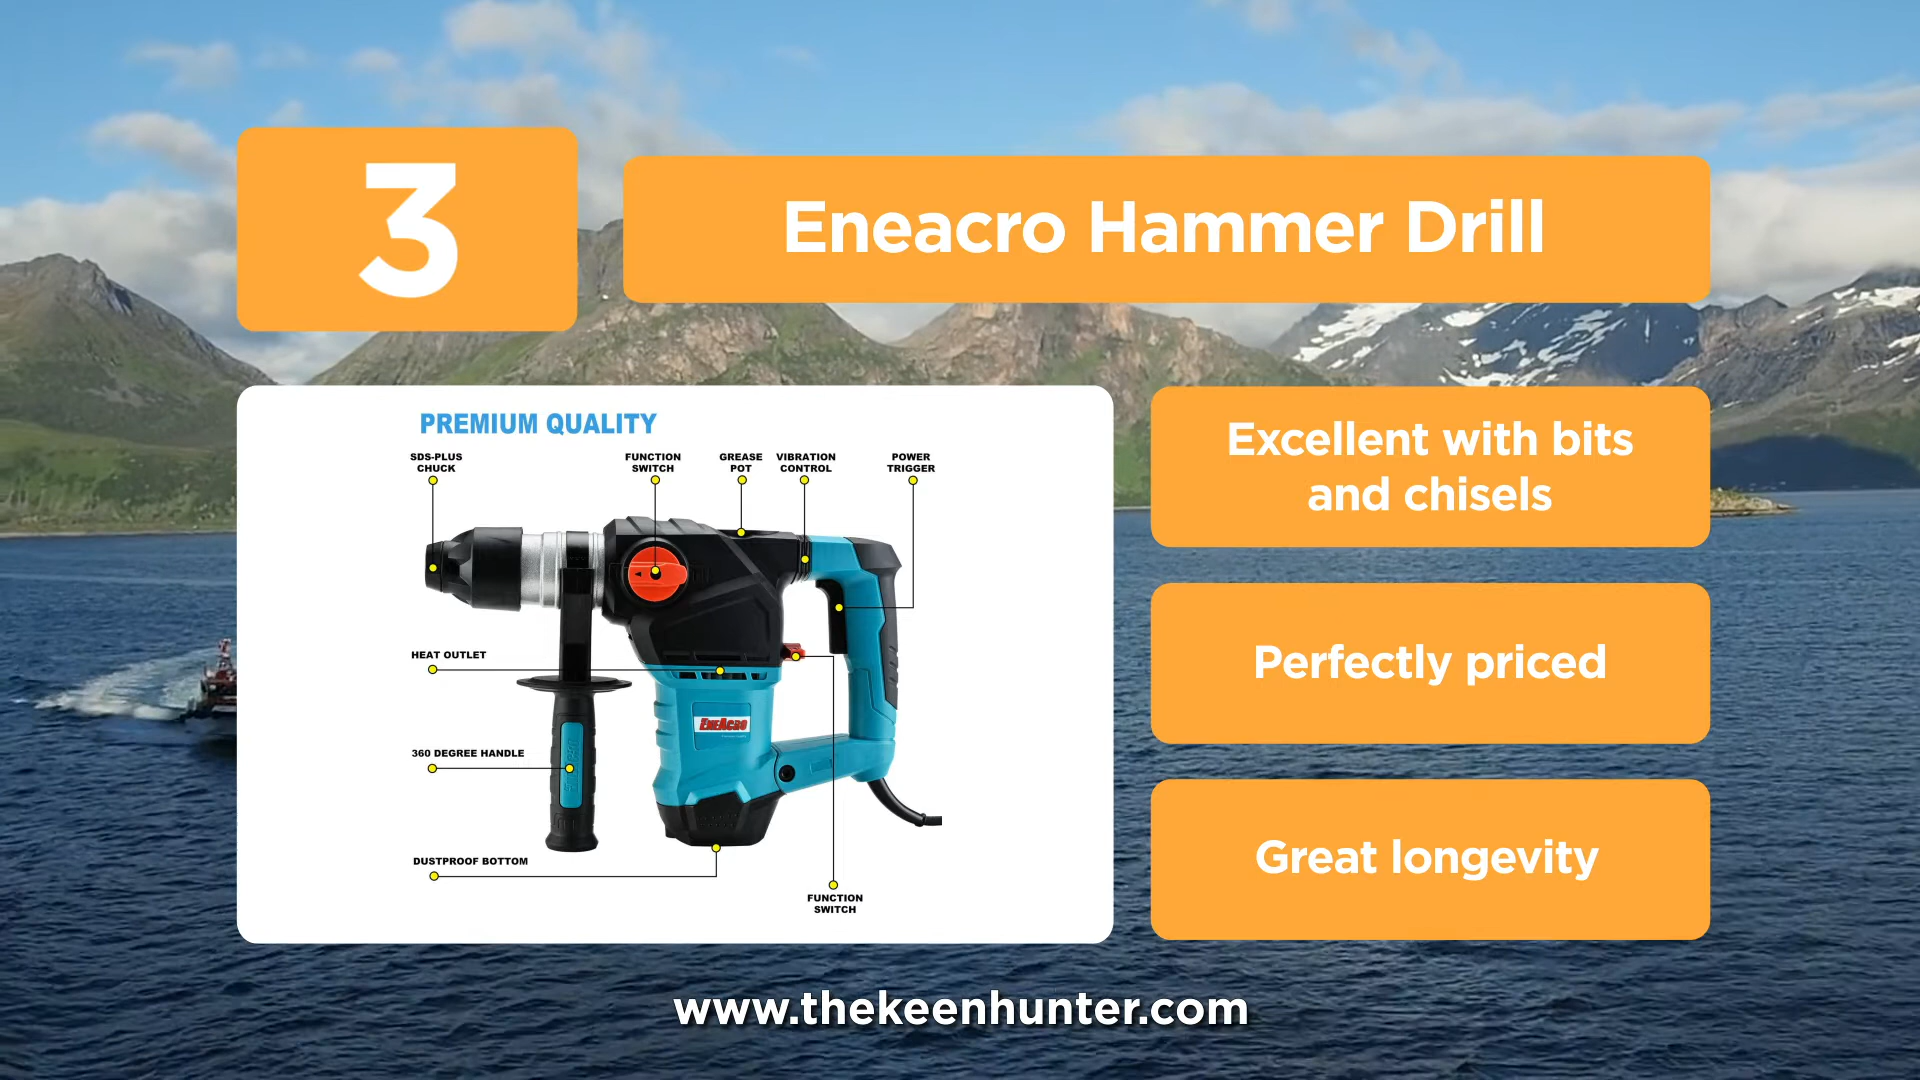 3
Eneacro Hammer Drill
PREMIUM QUALITY
SDS-PLUS
CHUCK
FUNCTION
SWITCH
GREASE
POT
VIBRATION
CONTROL
POWER
TRIGGER
HEAT OUTLET
ENEACRO
360 DEGREE HANDLE
DUSTPROOF BOTTOM
FUNCTION
SWITCH
Excellent with bits
and chisels
Perfectly priced
Great longevity
www.thekeenhunter.com